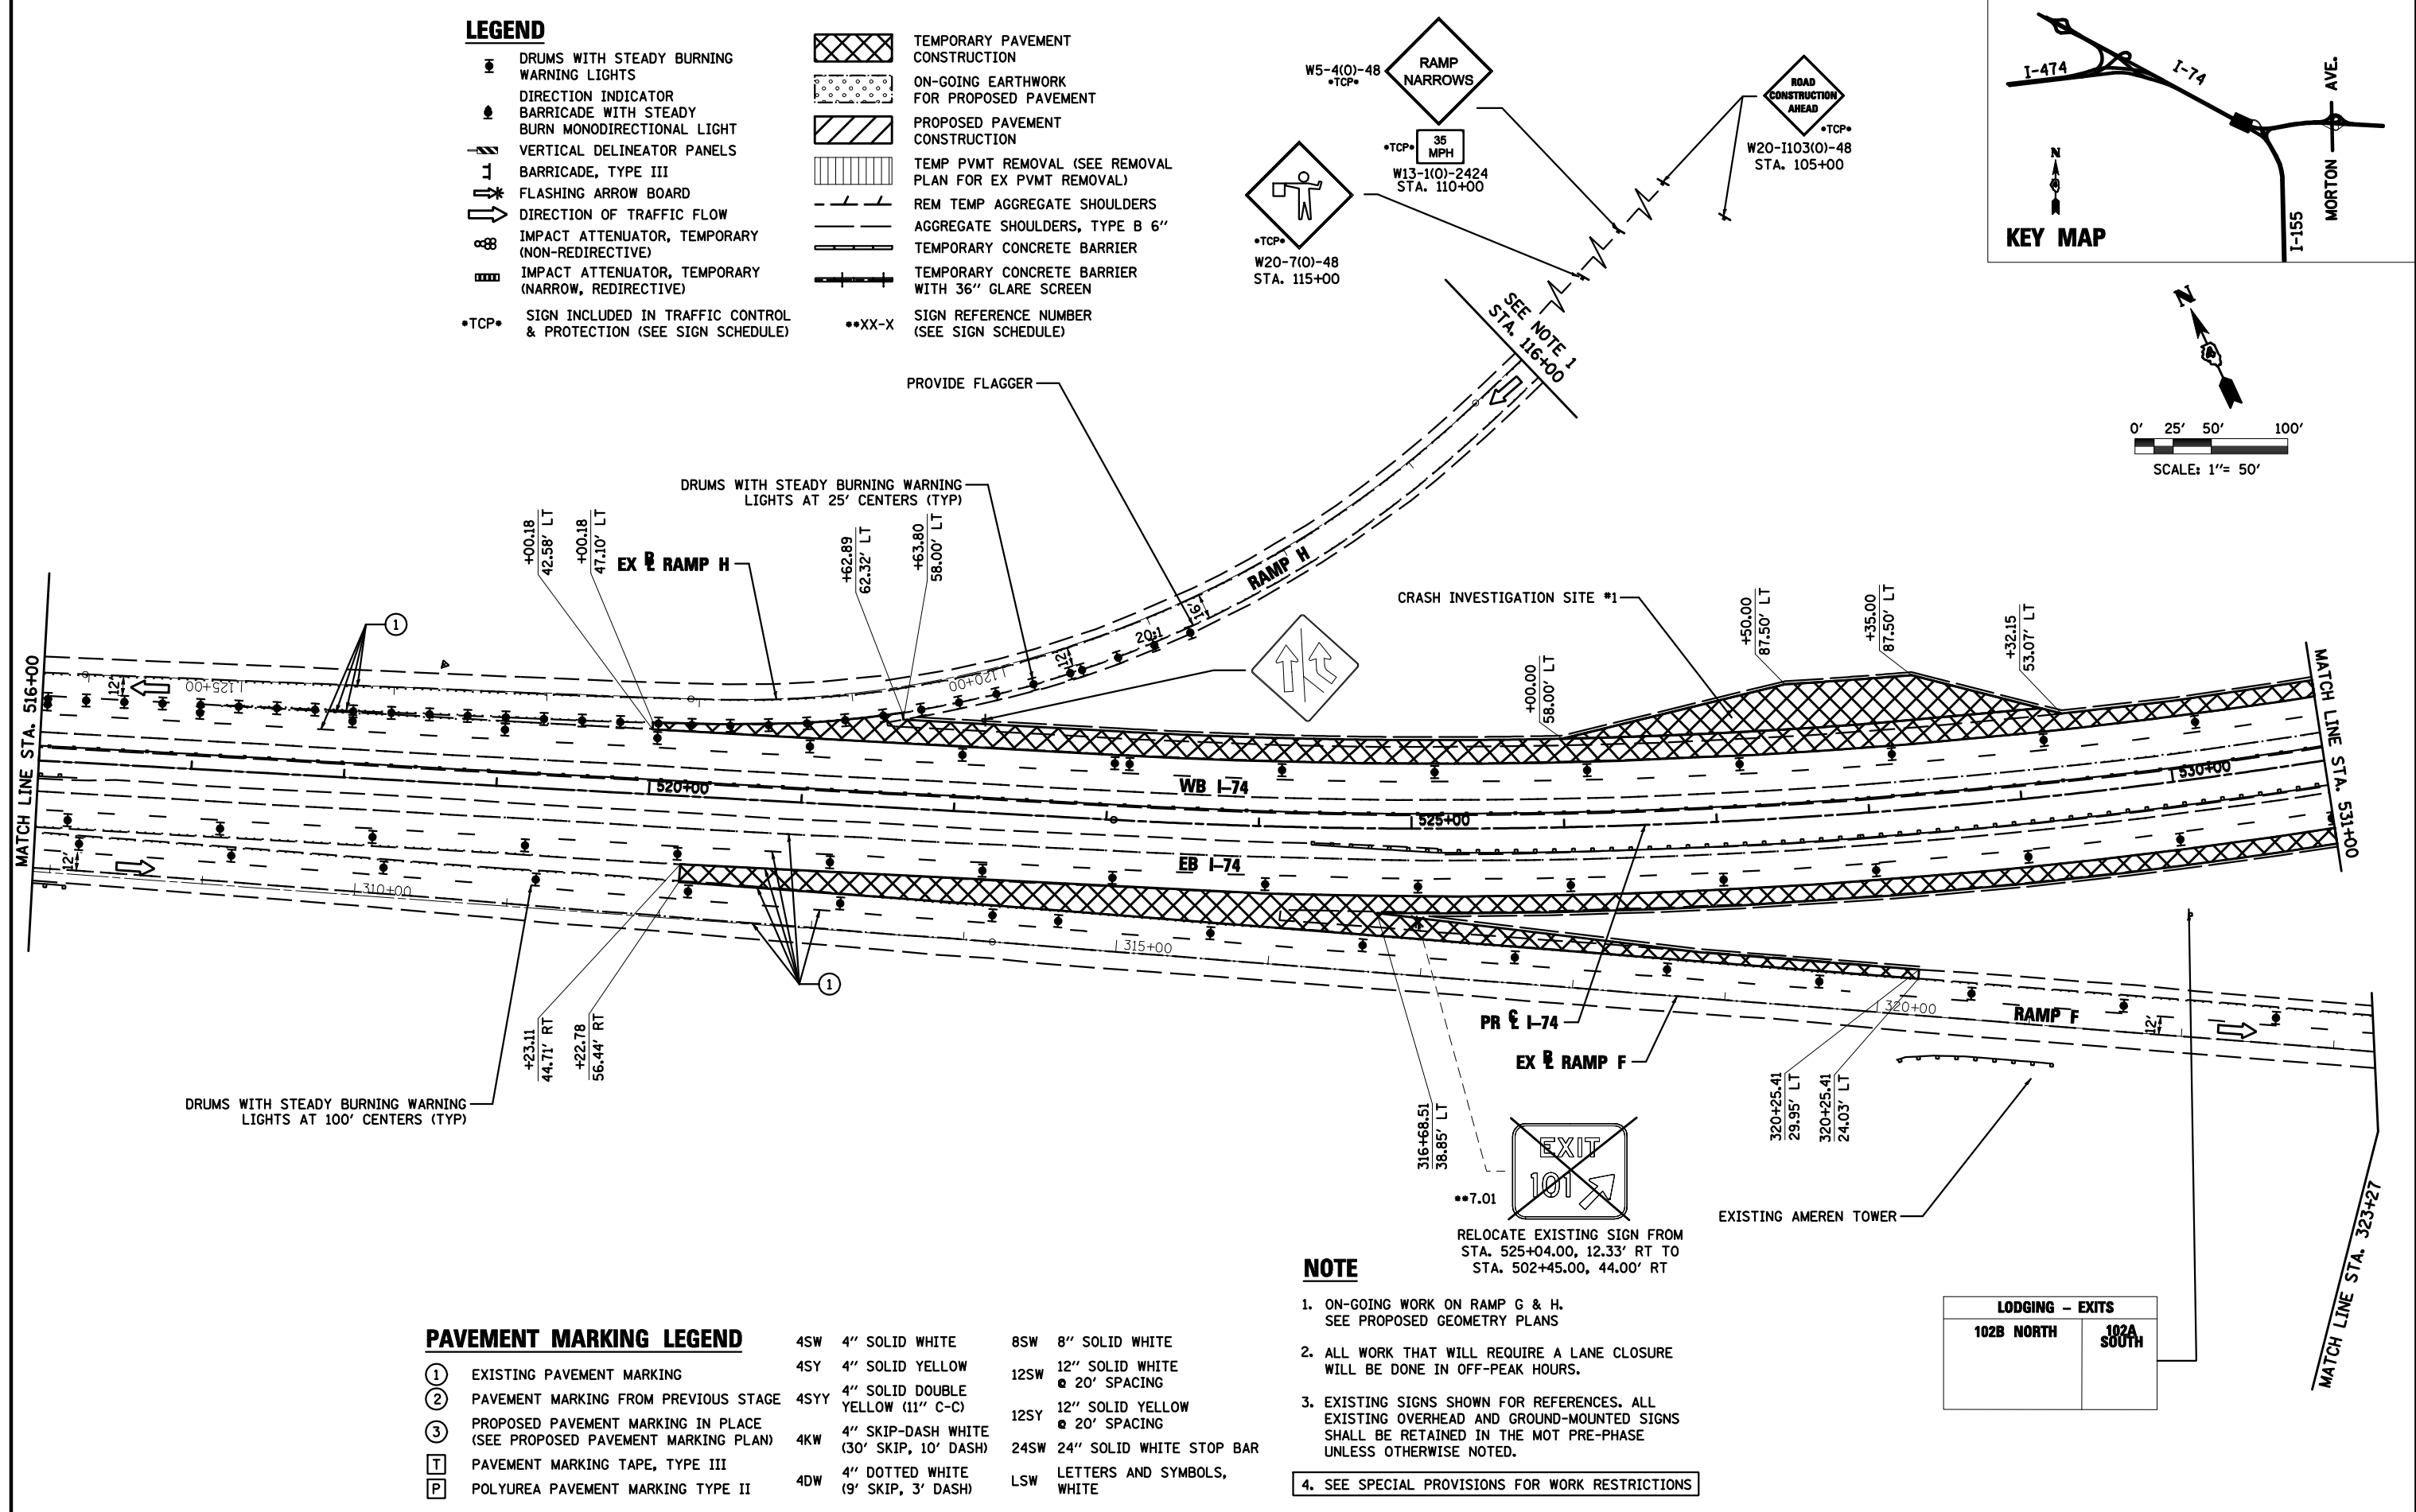 LEGEND
DRUMS WITH STEADY BURNING
WARNING LIGHTS
DIRECTION INDICATOR
BARRICADE WITH STEADY
BURN MONODIRECTIONAL LIGHT
VERTICAL DELINEATOR PANELS
BARRICADE, TYPE III
FLASHING ARROW BOARD
DIRECTION OF TRAFFIC FLOW
IMPACT ATTENUATOR, TEMPORARY
(NON-REDIRECTIVE)
IMPACT ATTENUATOR, TEMPORARY
(NARROW, REDIRECTIVE)
*TCP*
SIGN INCLUDED IN TRAFFIC CONTROL
& PROTECTION (SEE SIGN SCHEDULE)
TEMPORARY PAVEMENT
CONSTRUCTION
ON-GOING EARTHWORK
FOR PROPOSED PAVEMENT
PROPOSED PAVEMENT
CONSTRUCTION
TEMP PVMT REMOVAL (SEE REMOVAL
PLAN FOR EX PVMT REMOVAL)
REM TEMP AGGREGATE SHOULDERS
AGGREGATE SHOULDERS, TYPE B 6"
TEMPORARY CONCRETE BARRIER
TEMPORARY CONCRETE BARRIER
WITH 36" GLARE SCREEN
**XX-X
SIGN REFERENCE NUMBER
(SEE SIGN SCHEDULE)
W5-4(O)-48
*TCP*
RAMP
NARROWS
*TCP*
35
MPH
W13-1(O)-2424
STA. 110+00
*TCP*
W20-7(O)-48
STA. 115+00
ROAD
CONSTRUCTION
AHEAD
*TCP*
W20-I103(O)-48
STA. 105+00
I-474
I-74
MORTON AVE.
I-155
N
KEY MAP
N
0' 25' 50' 100'
SCALE: 1"= 50'
SEE NOTE 1
STA. 116+00
PROVIDE FLAGGER
DRUMS WITH STEADY BURNING WARNING
LIGHTS AT 25' CENTERS (TYP)
+00.18
42.58' LT
+00.18
47.10' LT
EX BL RAMP H
+62.89
62.32' LT
+63.80
58.00' LT
RAMP H
16'
20:1
12'
120+00
125+00
12'
1
CRASH INVESTIGATION SITE #1
+00.00
58.00' LT
+50.00
87.50' LT
+35.00
87.50' LT
+32.15
53.07' LT
MATCH LINE STA. 516+00
MATCH LINE STA. 531+00
520+00
WB I-74
525+00
530+00
EB I-74
12'
310+00
315+00
320+00
1
+23.11
44.71' RT
+22.78
56.44' RT
DRUMS WITH STEADY BURNING WARNING
LIGHTS AT 100' CENTERS (TYP)
PR CL I-74
EX BL RAMP F
RAMP F
12'
316+68.51
38.85' LT
320+25.41
29.95' LT
320+25.41
24.03' LT
EXIT
101
**7.01
RELOCATE EXISTING SIGN FROM
STA. 525+04.00, 12.33' RT TO
STA. 502+45.00, 44.00' RT
EXISTING AMEREN TOWER
MATCH LINE STA. 323+27
LODGING - EXITS
102B NORTH
102A
SOUTH
NOTE
1. ON-GOING WORK ON RAMP G & H.
SEE PROPOSED GEOMETRY PLANS
2. ALL WORK THAT WILL REQUIRE A LANE CLOSURE
WILL BE DONE IN OFF-PEAK HOURS.
3. EXISTING SIGNS SHOWN FOR REFERENCES. ALL
EXISTING OVERHEAD AND GROUND-MOUNTED SIGNS
SHALL BE RETAINED IN THE MOT PRE-PHASE
UNLESS OTHERWISE NOTED.
4. SEE SPECIAL PROVISIONS FOR WORK RESTRICTIONS
PAVEMENT MARKING LEGEND
1 EXISTING PAVEMENT MARKING
2 PAVEMENT MARKING FROM PREVIOUS STAGE
3 PROPOSED PAVEMENT MARKING IN PLACE
(SEE PROPOSED PAVEMENT MARKING PLAN)
T PAVEMENT MARKING TAPE, TYPE III
P POLYUREA PAVEMENT MARKING TYPE II
4SW 4" SOLID WHITE
4SY 4" SOLID YELLOW
4SYY 4" SOLID DOUBLE
YELLOW (11" C-C)
4KW 4" SKIP-DASH WHITE
(30' SKIP, 10' DASH)
4DW 4" DOTTED WHITE
(9' SKIP, 3' DASH)
8SW 8" SOLID WHITE
12SW 12" SOLID WHITE
@ 20' SPACING
12SY 12" SOLID YELLOW
@ 20' SPACING
24SW 24" SOLID WHITE STOP BAR
LSW LETTERS AND SYMBOLS,
WHITE